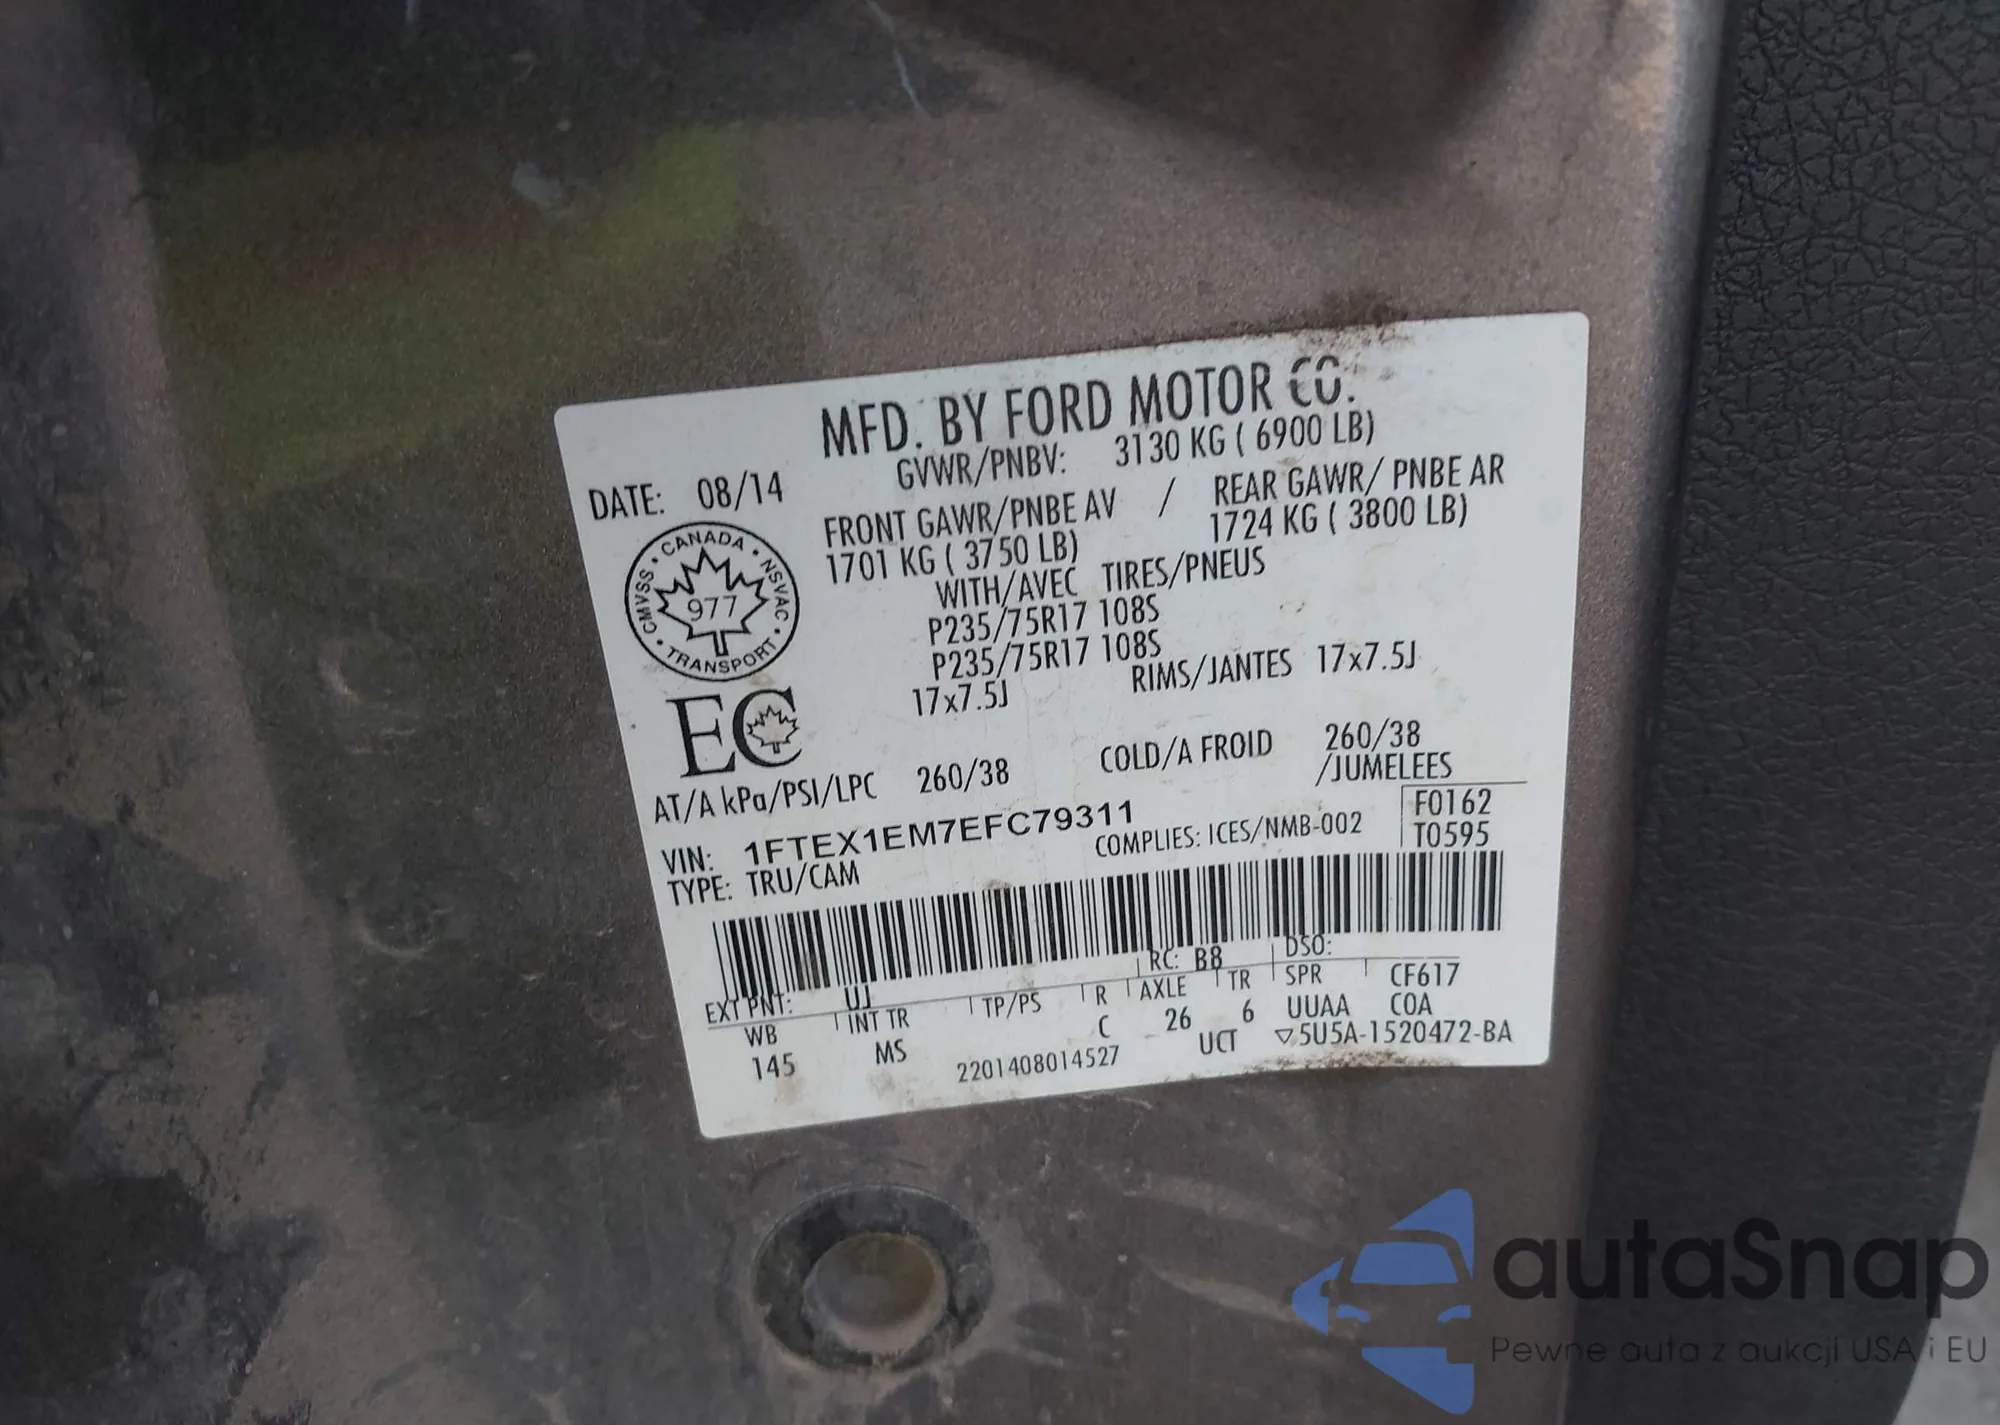 MFD. BY FORD MOTOR CO.
DATE: 08/14 GVWR/PNBV: 3130 KG ( 6900 LB)
FRONT GAWR/PNBE AV / REAR GAWR/ PNBE AR
1701 KG ( 3750 LB) 1724 KG ( 3800 LB)
WITH/AVEC TIRES/PNEUS
P235/75R17 108S
P235/75R17 108S
17x7.5J RIMS/JANTES 17x7.5J
CANADA
CMVSS
NSVAC
977
TRANSPORT
EC
AT/A kPa/PSI/LPC 260/38 COLD/A FROID 260/38
/JUMELEES
VIN: 1FTEX1EM7EFC79311
COMPLIES: ICES/NMB-002
F0162
T0595
TYPE: TRU/CAM
EXT PNT: UJ RC: B8 DSO:
WB INT TR TP/PS R AXLE TR SPR CF617
145 MS C 26 6 UUAA COA
2201408014527 UCT ▽5U5A-1520472-BA
autaSnap
Pewne auta z aukcji USA i EU